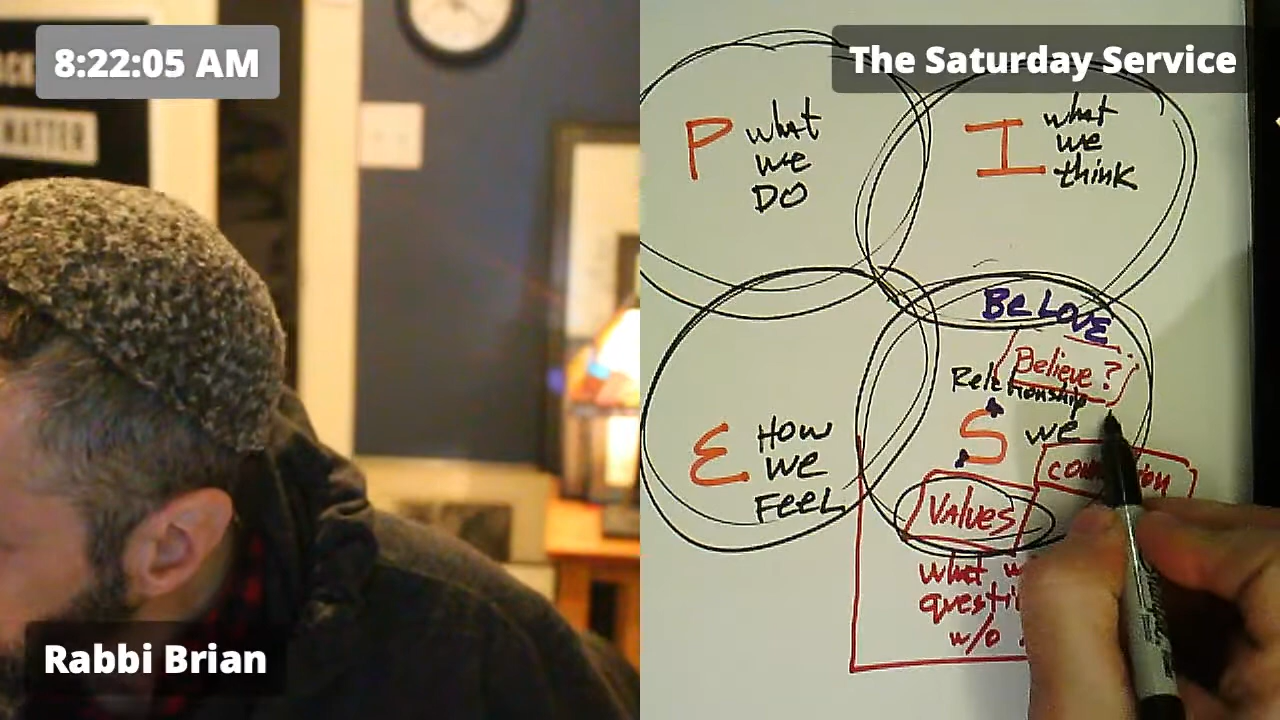 8:22:05 AM
The Saturday Service
MATTER
P what
we
DO
I what
we
think
Be LOVE
Believe?
Relationship
S we
E HOW
we
FEEL
VALUES
what
w/o
Rabbi Brian